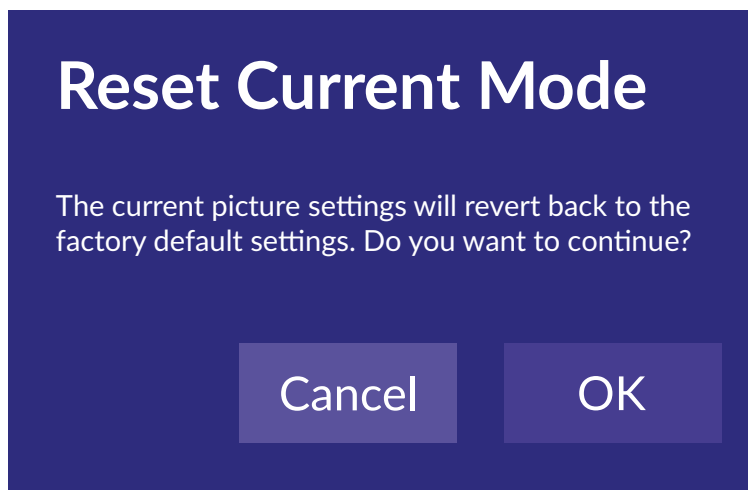 Reset Current Mode
The current picture settings will revert back to the
factory default settings. Do you want to continue?
Cancel OK